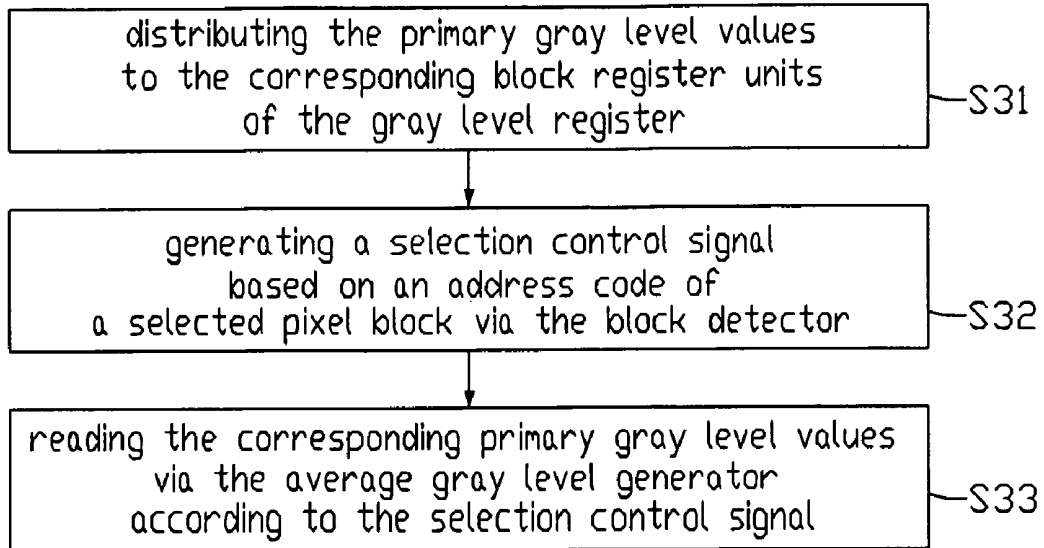 distributing the primary gray level values
to the corresponding block register units
of the gray level register
S31
generating a selection control signal
based on an address code of
a selected pixel block via the block detector
S32
reading the corresponding primary gray level values
via the average gray level generator
according to the selection control signal
S33